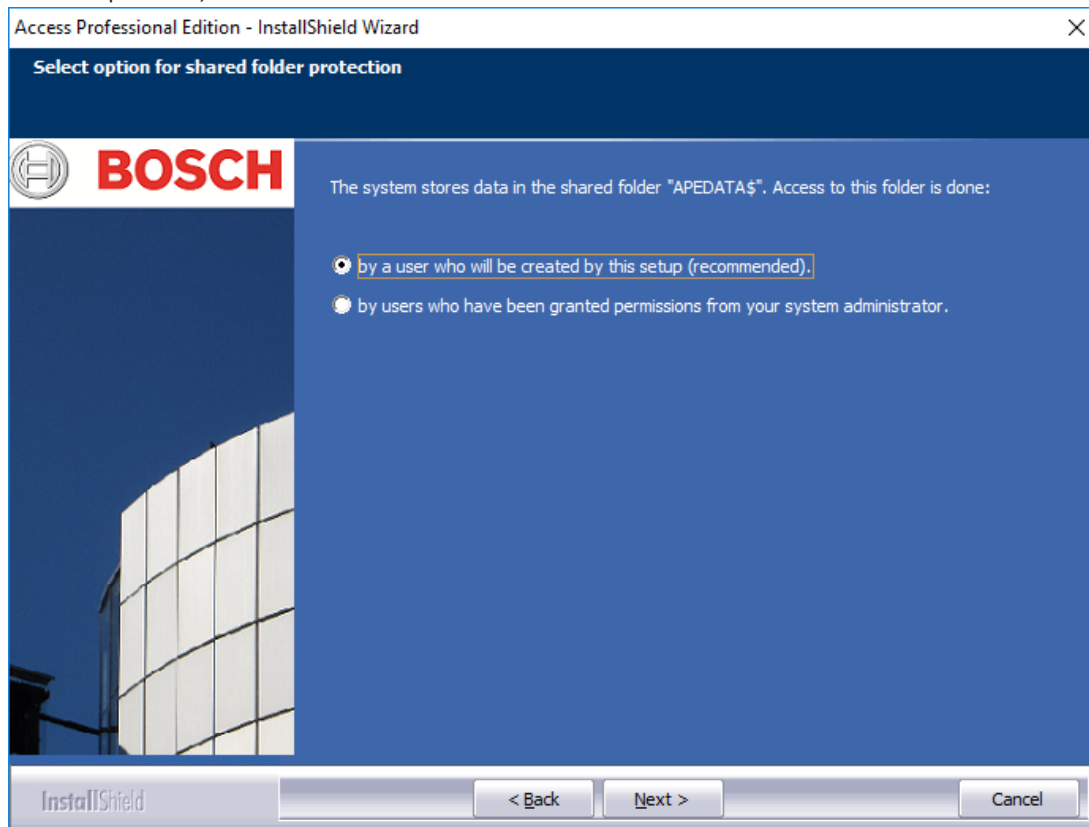 Access Professional Edition - InstallShield Wizard
Select option for shared folder protection
BOSCH
The system stores data in the shared folder "APEDATA$". Access to this folder is done:
by a user who will be created by this setup (recommended).
by users who have been granted permissions from your system administrator.
InstallShield
< Back
Next >
Cancel